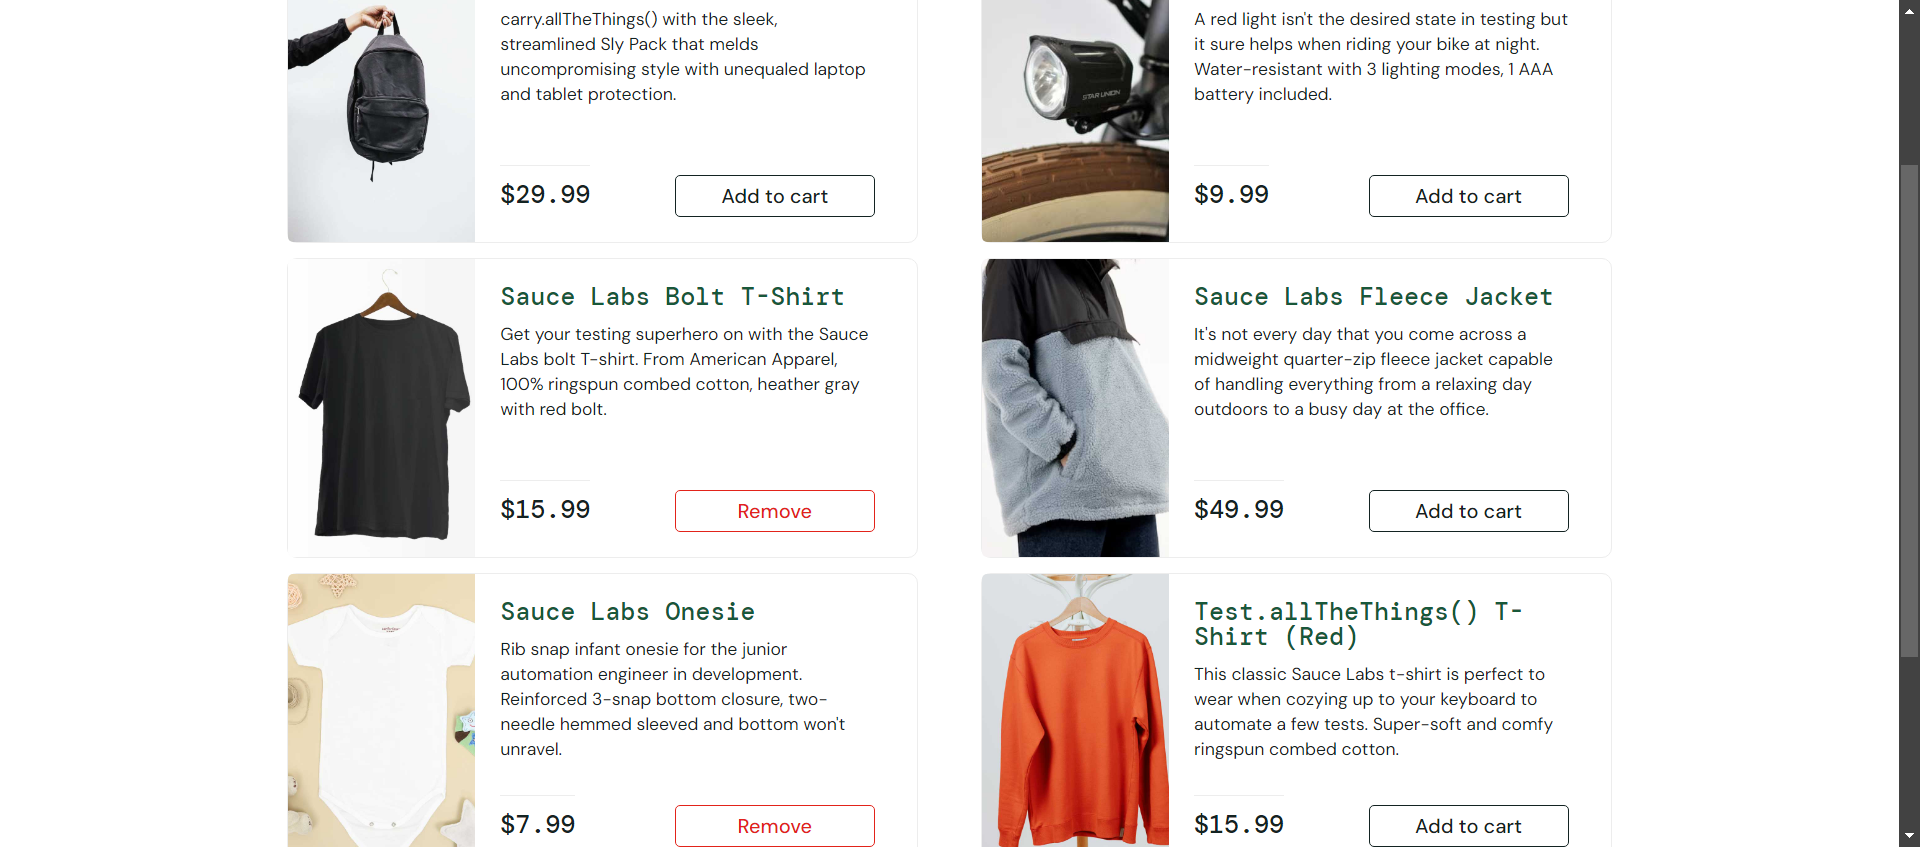 carry.allTheThings() with the sleek,
streamlined Sly Pack that melds
uncompromising style with unequaled laptop
and tablet protection.
$29.99
Add to cart
A red light isn't the desired state in testing but
it sure helps when riding your bike at night.
Water-resistant with 3 lighting modes, 1 AAA
battery included.
STAR UNION
$9.99
Add to cart
Sauce Labs Bolt T-Shirt
Get your testing superhero on with the Sauce
Labs bolt T-shirt. From American Apparel,
100% ringspun combed cotton, heather gray
with red bolt.
$15.99
Remove
Sauce Labs Fleece Jacket
It's not every day that you come across a
midweight quarter-zip fleece jacket capable
of handling everything from a relaxing day
outdoors to a busy day at the office.
$49.99
Add to cart
Sauce Labs Onesie
Rib snap infant onesie for the junior
automation engineer in development.
Reinforced 3-snap bottom closure, two-
needle hemmed sleeved and bottom won't
unravel.
$7.99
Remove
Test.allTheThings() T-
Shirt (Red)
This classic Sauce Labs t-shirt is perfect to
wear when cozying up to your keyboard to
automate a few tests. Super-soft and comfy
ringspun combed cotton.
$15.99
Add to cart